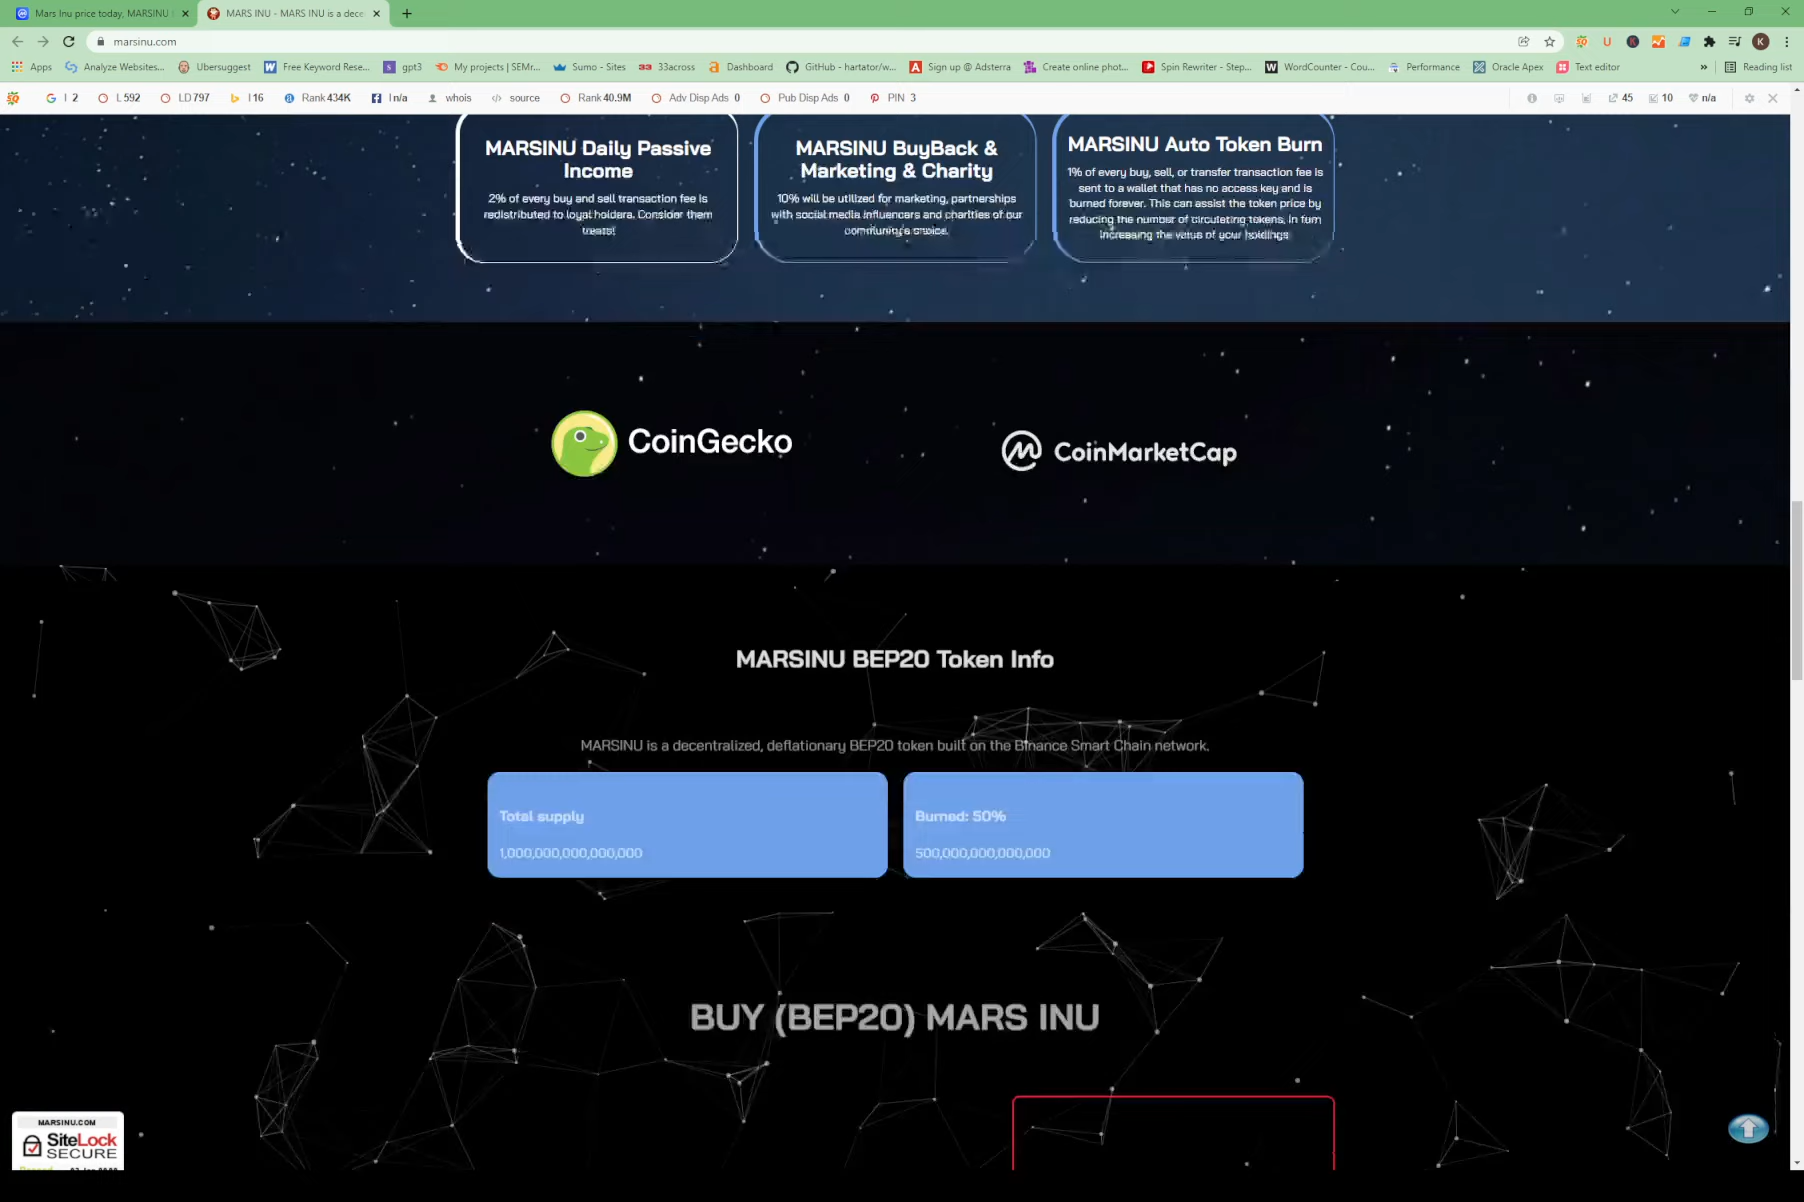 Mars Inu price today, MARSINU
MARS INU - MARS INU is a dece
marsinu.com
Apps
Analyze Websites...
Ubersuggest
Free Keyword Rese...
gpt3
My projects | SEMr...
Sumo - Sites
33across
Dashboard
GitHub - hartator/w...
Sign up @ Adsterra
Create online phot...
Spin Rewriter - Step...
WordCounter - Cou...
Performance
Oracle Apex
Text editor
Reading list
I 2
L 592
LD 797
I 16
Rank 434K
I n/a
whois
source
Rank 40.9M
Adv Disp Ads 0
Pub Disp Ads 0
PIN 3
45
10
n/a
MARSINU Daily Passive
Income
2% of every buy and sell transaction fee is
redistributed to loyal holders. Consider them
treats!
MARSINU BuyBack &
Marketing & Charity
10% will be utilized for marketing, partnerships
with social media influencers and charities of our
community's choice.
MARSINU Auto Token Burn
1% of every buy, sell, or transfer transaction fee is
sent to a wallet that has no access key and is
burned forever. This can assist the token price by
reducing the number of circulating tokens, in turn
increasing the value of your holdings
CoinGecko
CoinMarketCap
MARSINU BEP20 Token Info
MARSINU is a decentralized, deflationary BEP20 token built on the Binance Smart Chain network.
Total supply
1,000,000,000,000,000
Burned: 50%
500,000,000,000,000
BUY (BEP20) MARS INU
MARSINU.COM
SiteLock
SECURE